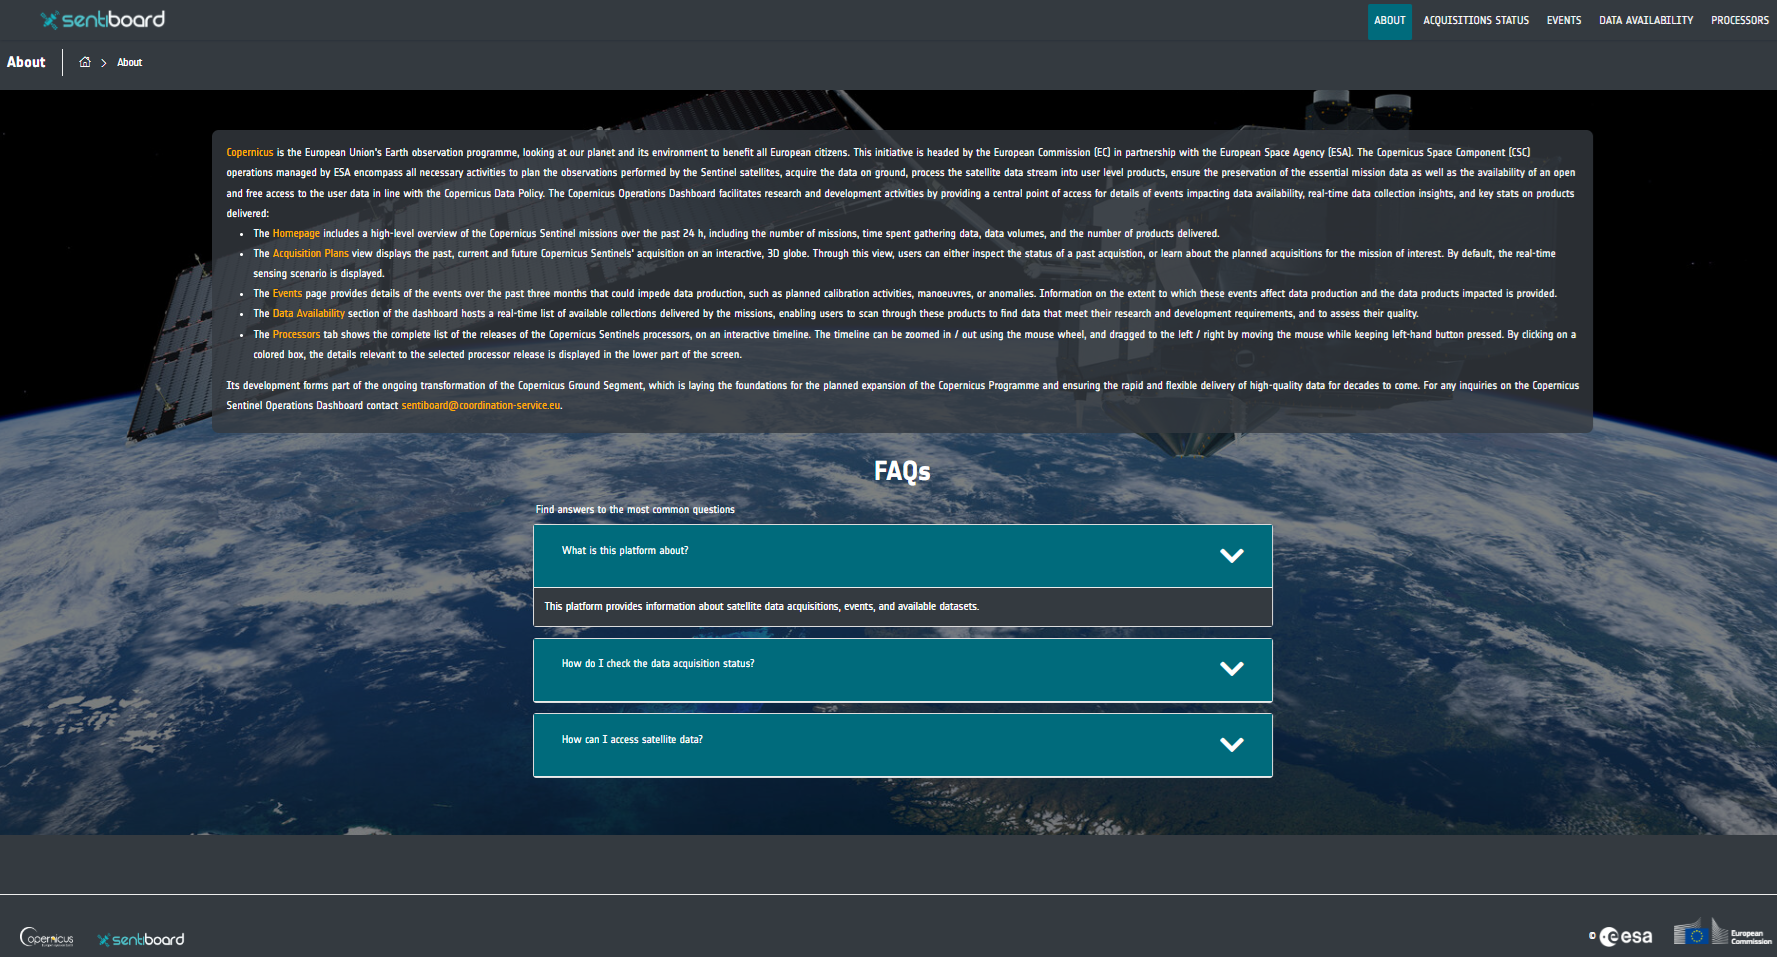 sentiboard
ABOUT
ACQUISITIONS STATUS
EVENTS
DATA AVAILABILITY
PROCESSORS
About
About
Copernicus is the European Union's Earth observation programme, looking at our planet and its environment to benefit all European citizens. This initiative is headed by the European Commission (EC) in partnership with the European Space Agency (ESA). The Copernicus Space Component (CSC)
operations managed by ESA encompass all necessary activities to plan the observations performed by the Sentinel satellites, acquire the data on ground, process the satellite data stream into user level products, ensure the preservation of the essential mission data as well as the availability of an open
and free access to the user data in line with the Copernicus Data Policy. The Copernicus Operations Dashboard facilitates research and development activities by providing a central point of access for details of events impacting data availability, real-time data collection insights, and key stats on products
delivered:
• The Homepage includes a high-level overview of the Copernicus Sentinel missions over the past 24 h, including the number of missions, time spent gathering data, data volumes, and the number of products delivered.
• The Acquisition Plans view displays the past, current and future Copernicus Sentinels' acquisition on an interactive, 3D globe. Through this view, users can either inspect the status of a past acquistion, or learn about the planned acquisitions for the mission of interest. By default, the real-time
sensing scenario is displayed.
• The Events page provides details of the events over the past three months that could impede data production, such as planned calibration activities, manoeuvres, or anomalies. Information on the extent to which these events affect data production and the data products impacted is provided.
• The Data Availability section of the dashboard hosts a real-time list of available collections delivered by the missions, enabling users to scan through these products to find data that meet their research and development requirements, and to assess their quality.
• The Processors tab shows the complete list of the releases of the Copernicus Sentinels processors, on an interactive timeline. The timeline can be zoomed in / out using the mouse wheel, and dragged to the left / right by moving the mouse while keeping left-hand button pressed. By clicking on a
colored box, the details relevant to the selected processor release is displayed in the lower part of the screen.
Its development forms part of the ongoing transformation of the Copernicus Ground Segment, which is laying the foundations for the planned expansion of the Copernicus Programme and ensuring the rapid and flexible delivery of high-quality data for decades to come. For any inquiries on the Copernicus
Sentinel Operations Dashboard contact sentiboard@coordination-service.eu.
FAQs
Find answers to the most common questions
What is this platform about?
This platform provides information about satellite data acquisitions, events, and available datasets.
How do I check the data acquisition status?
How can I access satellite data?
Copernicus
sentiboard
© esa
European
Commission